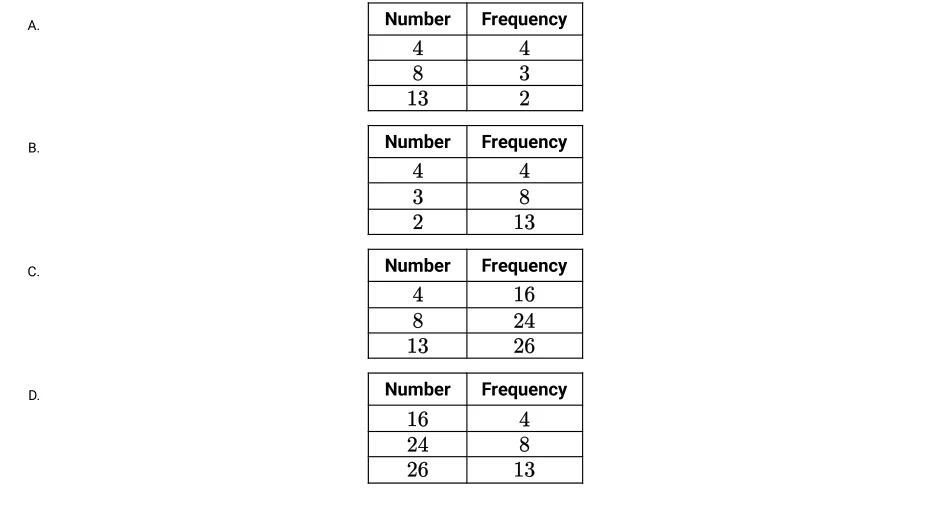 A.
Number Frequency
4 4
8 3
13 2
B.
Number Frequency
4 4
3 8
2 13
C.
Number Frequency
4 16
8 24
13 26
D.
Number Frequency
16 4
24 8
26 13